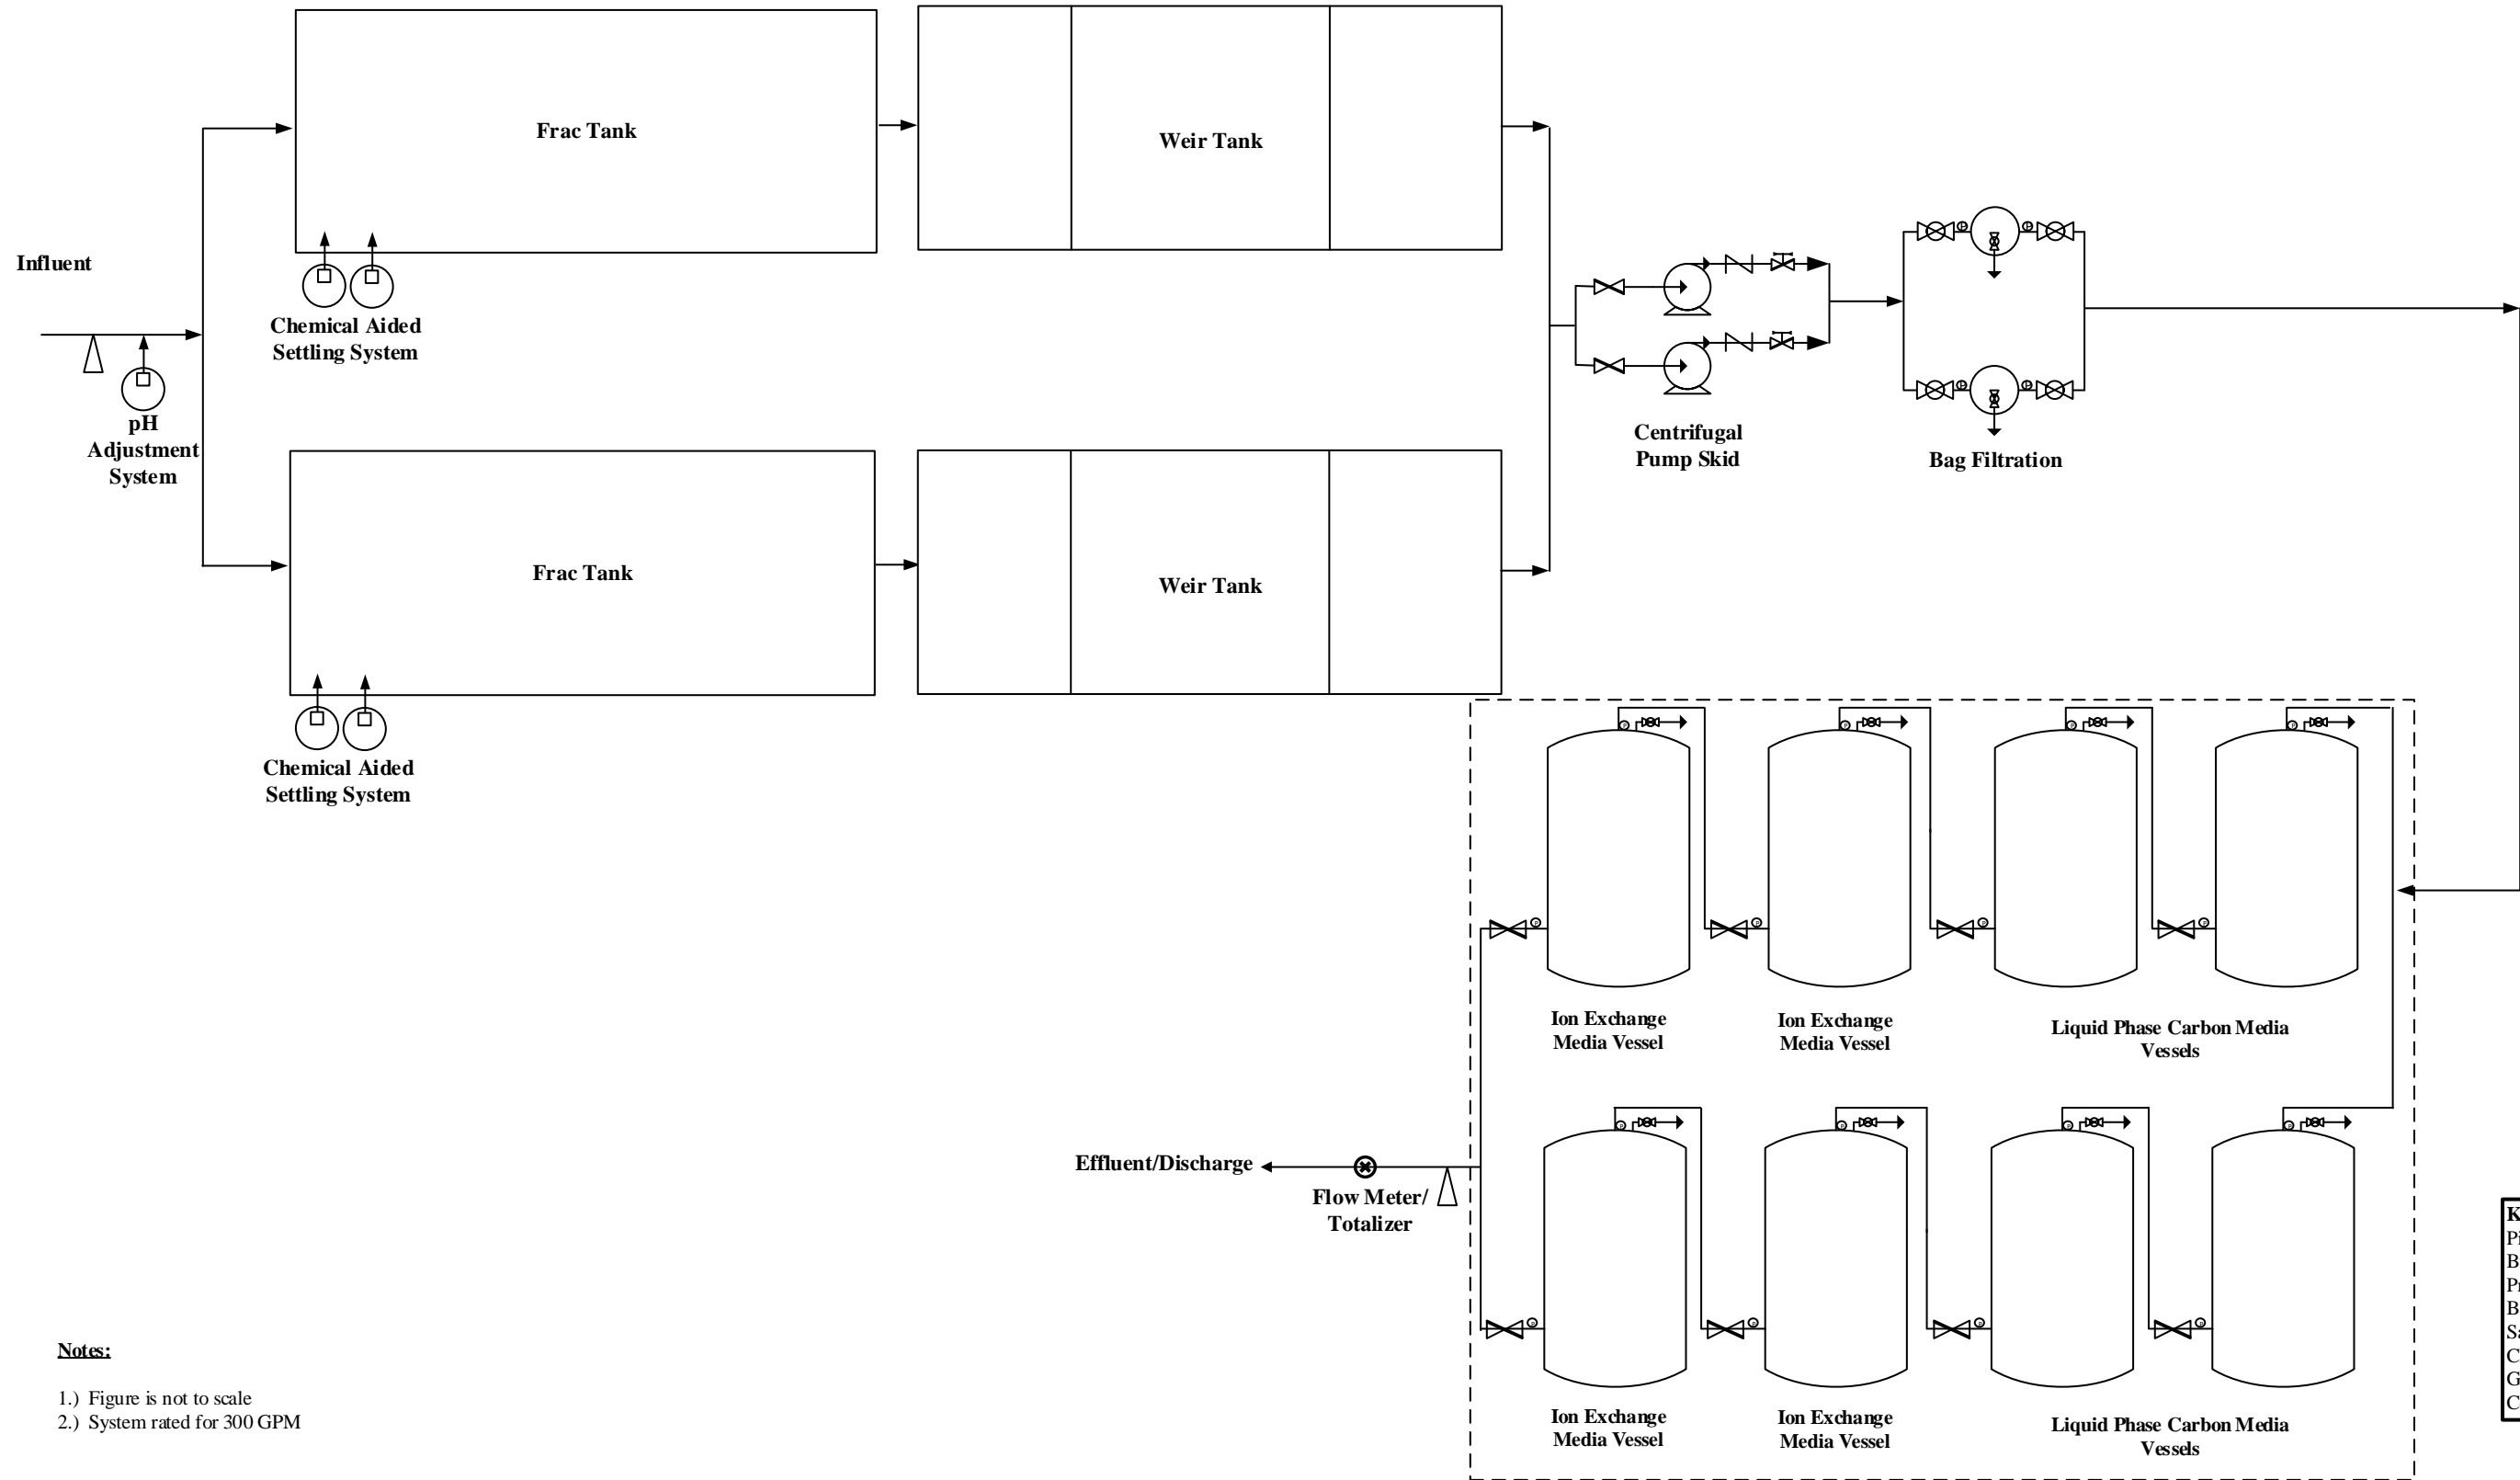 Frac Tank
Weir Tank
Influent
Chemical Aided
Settling System
pH
Adjustment
System
Centrifugal
Pump Skid
Bag Filtration
Frac Tank
Weir Tank
Chemical Aided
Settling System
Ion Exchange
Media Vessel
Ion Exchange
Media Vessel
Liquid Phase Carbon Media
Vessels
Effluent/Discharge
Flow Meter/
Totalizer
Ion Exchange
Media Vessel
Ion Exchange
Media Vessel
Liquid Phase Carbon Media
Vessels
Notes:
1.) Figure is not to scale
2.) System rated for 300 GPM